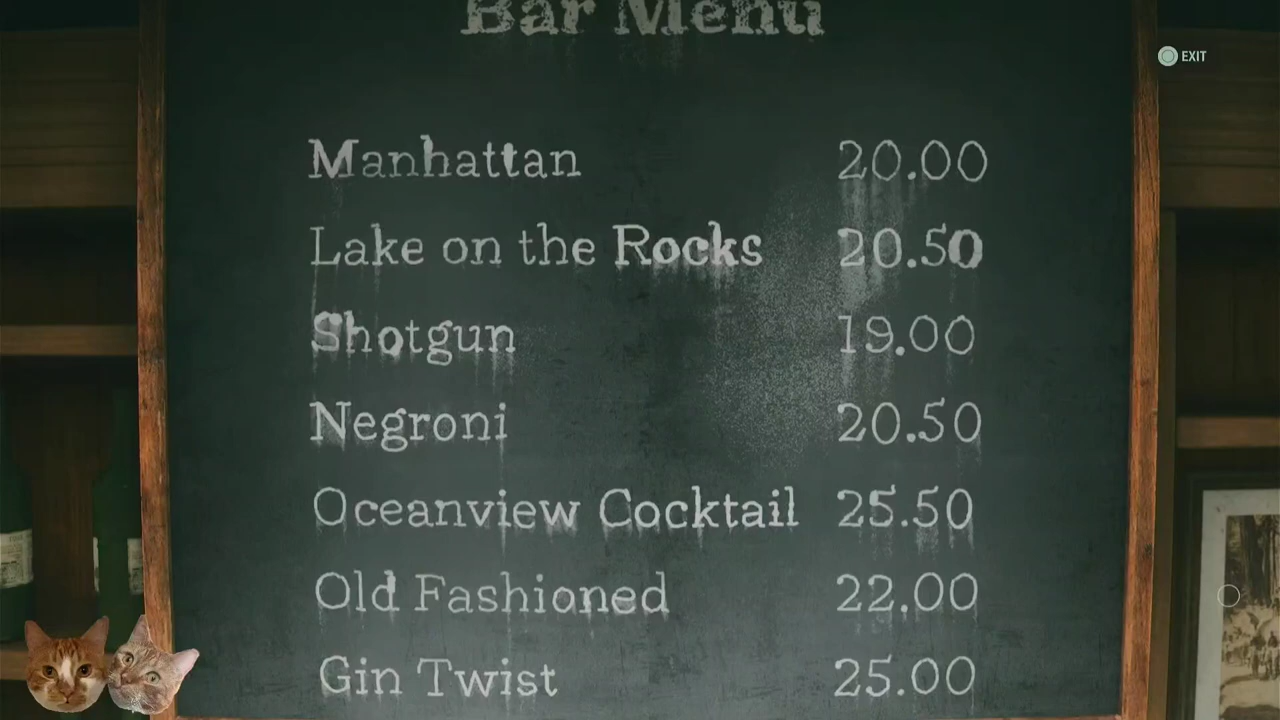 Bar Menu
EXIT
Manhattan 20.00
Lake on the Rocks 20.50
Shotgun 19.00
Negroni 20.50
Oceanview Cocktail 25.50
Old Fashioned 22.00
Gin Twist 25.00